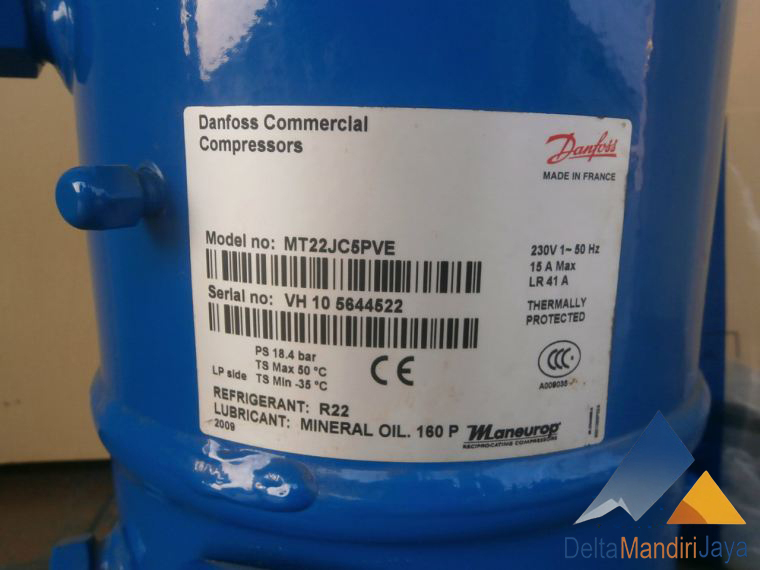 Danfoss Commercial
Compressors
Danfoss
MADE IN FRANCE
Model no: MT22JC5PVE
230V 1~ 50 Hz
15 A Max
LR 41 A
Serial no: VH 10 5644522
THERMALLY
PROTECTED
PS 18.4 bar
LP side TS Max 50 °C
TS Min -35 °C
CE
CCC
A009035
REFRIGERANT: R22
LUBRICANT: MINERAL OIL. 160 P
2009
Maneurop
RECIPROCATING COMPRESSORS
DeltaMandiriJaya